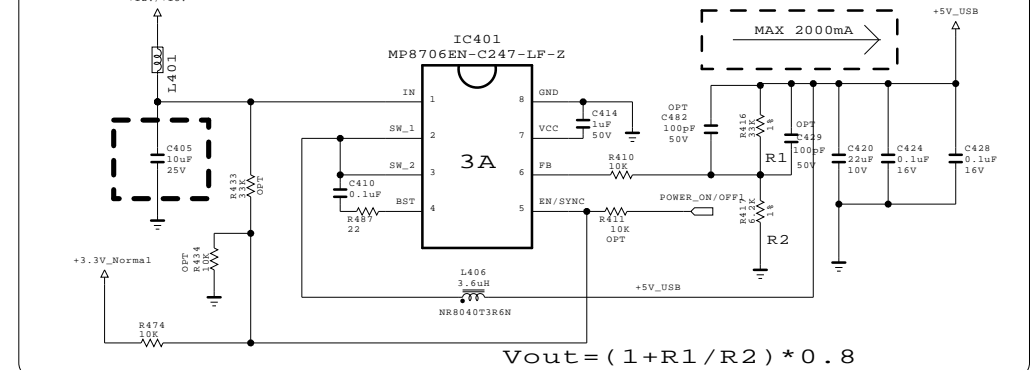 +5V_USB
MAX 2000mA
IC401
MP8706EN-C247-LF-Z
L401
IN
1
8
GND
SW_1
2
7
VCC
SW_2
3
6
FB
BST
4
5
EN/SYNC
3A
C405
10uF
25V
R433
33K
OPT
C410
0.1uF
R487
22
C414
1uF
50V
R410
10K
OPT
C482
100pF
50V
R416
33K
1%
R1
OPT
C429
100pF
50V
C420
22uF
10V
C424
0.1uF
16V
C428
0.1uF
16V
POWER_ON/OFF1
R411
10K
OPT
R417
6.2K
1%
R2
OPT
R434
10K
+3.3V_Normal
R474
10K
L406
3.6uH
NR8040T3R6N
+5V_USB
Vout=(1+R1/R2)*0.8